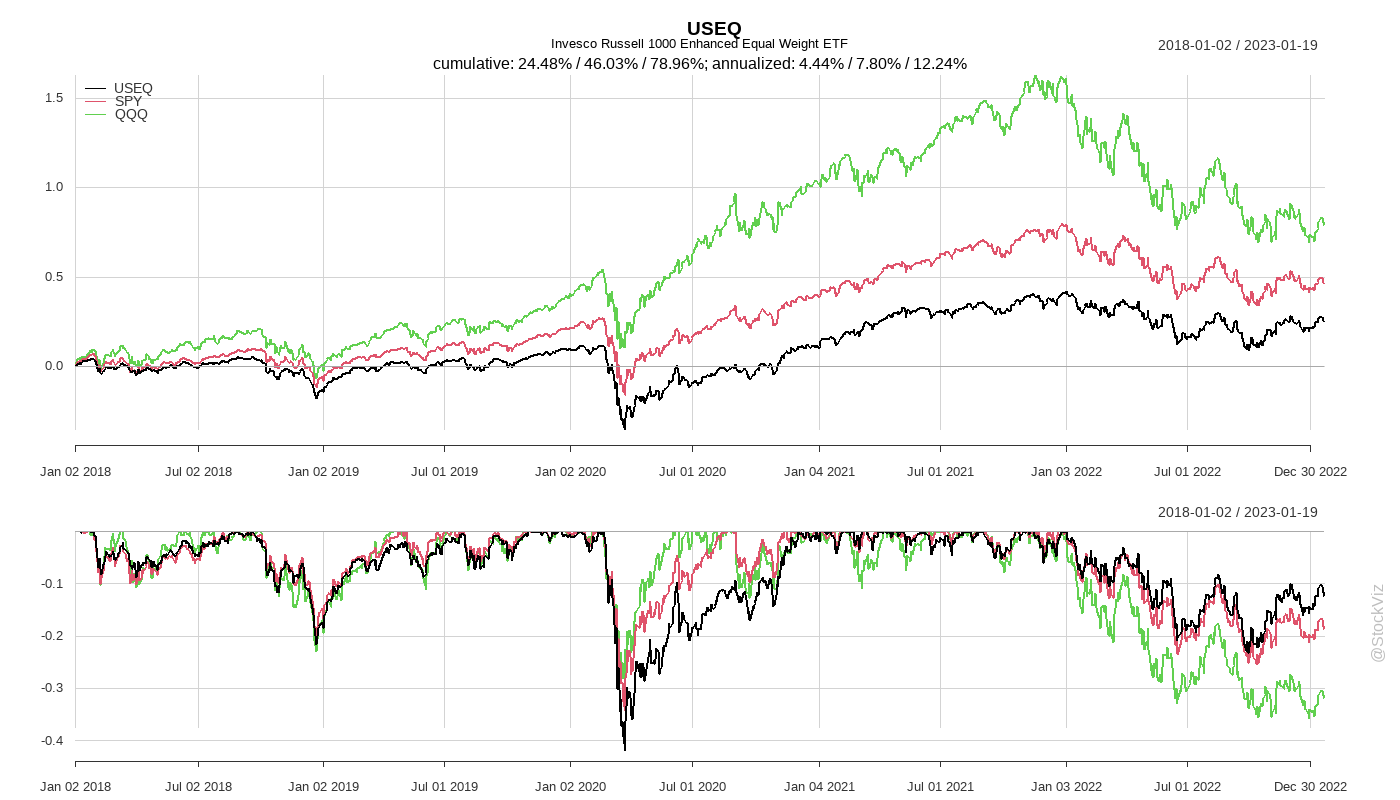 USEQ
Invesco Russell 1000 Enhanced Equal Weight ETF
2018-01-02 / 2023-01-19
cumulative: 24.48% / 46.03% / 78.96%; annualized: 4.44% / 7.80% / 12.24%
USEQ
SPY
QQQ
1.5
1.0
0.5
0.0
Jan 02 2018 Jul 02 2018 Jan 02 2019 Jul 01 2019 Jan 02 2020 Jul 01 2020 Jan 04 2021 Jul 01 2021 Jan 03 2022 Jul 01 2022 Dec 30 2022
2018-01-02 / 2023-01-19
-0.1
-0.2
-0.3
-0.4
Jan 02 2018 Jul 02 2018 Jan 02 2019 Jul 01 2019 Jan 02 2020 Jul 01 2020 Jan 04 2021 Jul 01 2021 Jan 03 2022 Jul 01 2022 Dec 30 2022
@StockViz